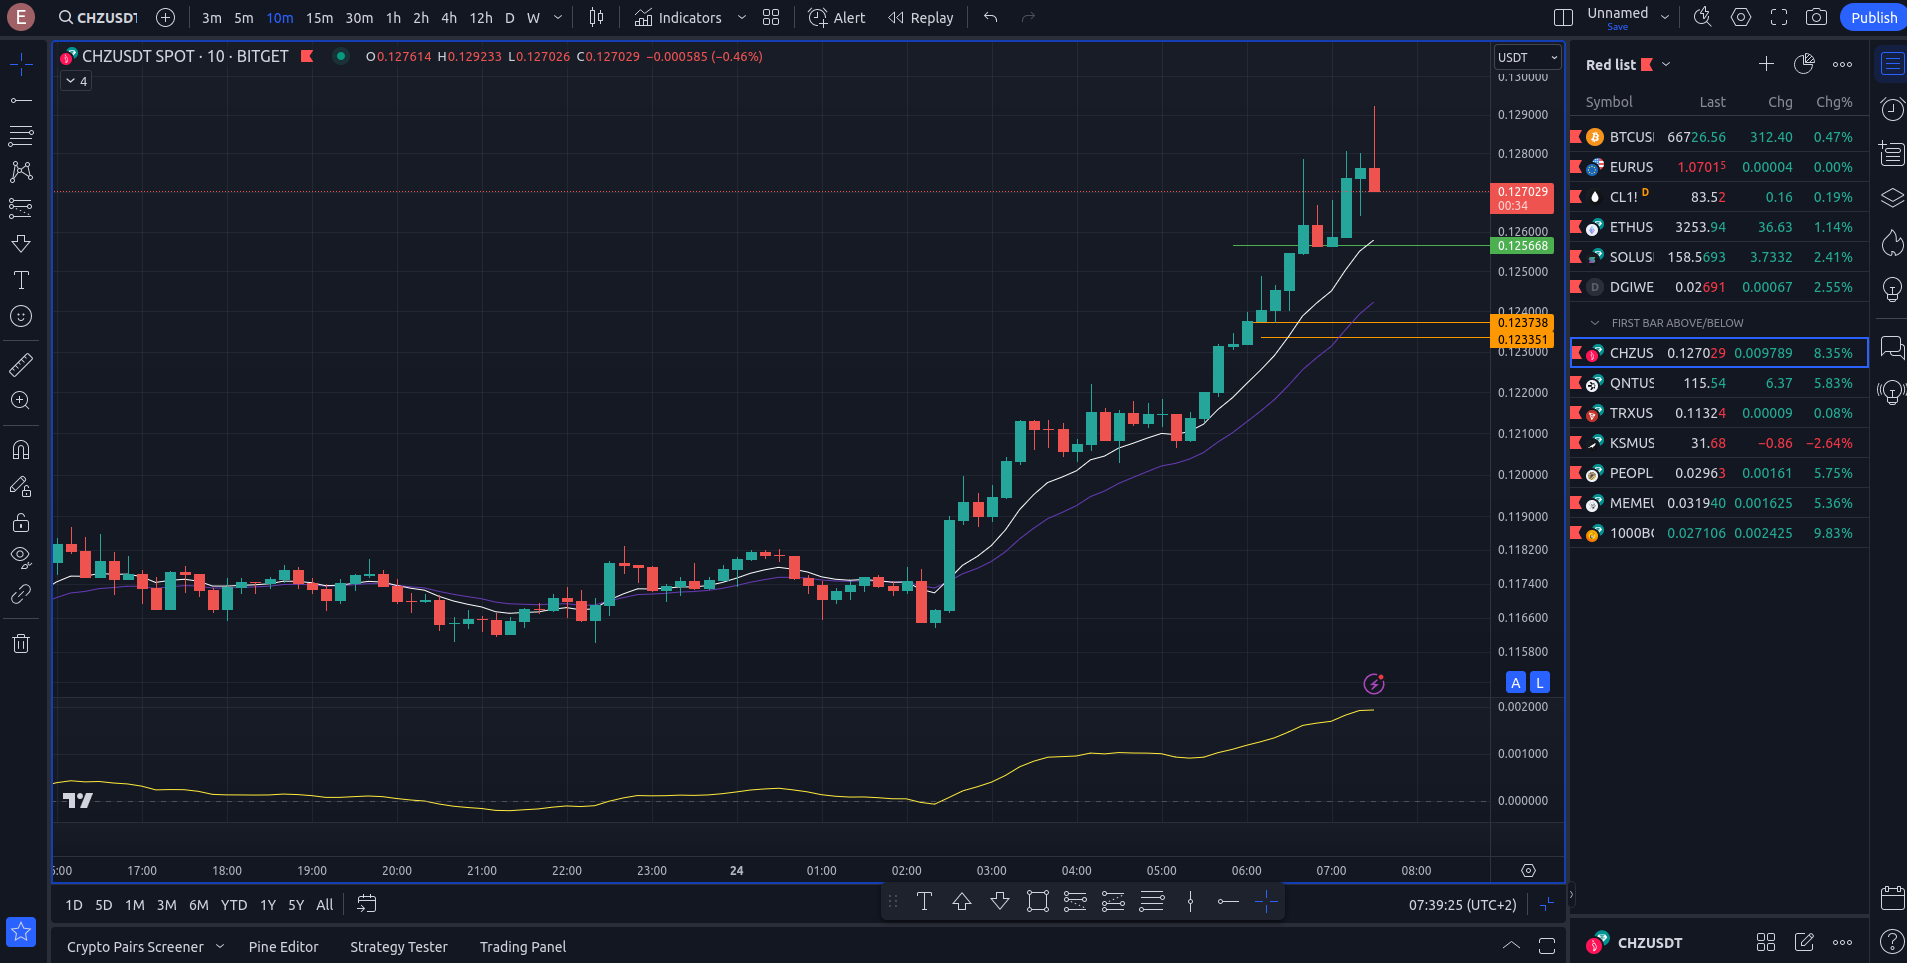 E CHZUSDT 3m 5m 10m 15m 30m 1h 2h 4h 12h D W Indicators Alert Replay Unnamed Save Publish
CHZUSDT SPOT · 10 · BITGET O0.127614 H0.129233 L0.127026 C0.127029 −0.000585 (−0.46%)
4
USDT
0.130000
0.129000
0.128000
0.127029
00:34
0.126000
0.125668
0.125000
0.124000
0.123738
0.123351
0.123000
0.122000
0.121000
0.120000
0.119000
0.118200
0.117400
0.116600
0.115800
A L
0.002000
0.001000
0.000000
:00 17:00 18:00 19:00 20:00 21:00 22:00 23:00 24 01:00 02:00 03:00 04:00 05:00 06:00 07:00 08:00
1D 5D 1M 3M 6M YTD 1Y 5Y All
07:39:25 (UTC+2)
Crypto Pairs Screener Pine Editor Strategy Tester Trading Panel
Red list
Symbol Last Chg Chg%
BTCUSI 66726.56 312.40 0.47%
EURUS 1.07015 0.00004 0.00%
CL1! D 83.52 0.16 0.19%
ETHUS 3253.94 36.63 1.14%
SOLUSI 158.5693 3.7332 2.41%
D DGIWE 0.02691 0.00067 2.55%
FIRST BAR ABOVE/BELOW
CHZUS 0.127029 0.009789 8.35%
QNTUS 115.54 6.37 5.83%
TRXUS 0.11324 0.00009 0.08%
KSMUS 31.68 −0.86 −2.64%
PEOPL 0.02963 0.00161 5.75%
MEMEU 0.031940 0.001625 5.36%
1000BO 0.027106 0.002425 9.83%
CHZUSDT